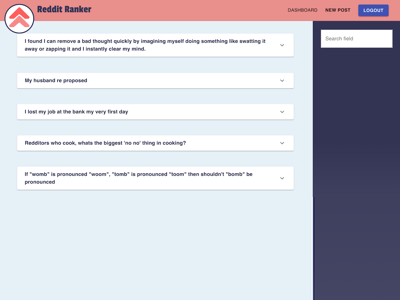 Reddit Ranker
DASHBOARD
NEW POST
LOGOUT
Search field
I found I can remove a bad thought quickly by imagining myself doing something like swatting it
away or zapping it and I instantly clear my mind.
My husband re proposed
I lost my job at the bank my very first day
Redditors who cook, whats the biggest 'no no' thing in cooking?
If "womb" is pronounced "woom", "tomb" is pronounced "toom" then shouldn't "bomb" be
pronounced